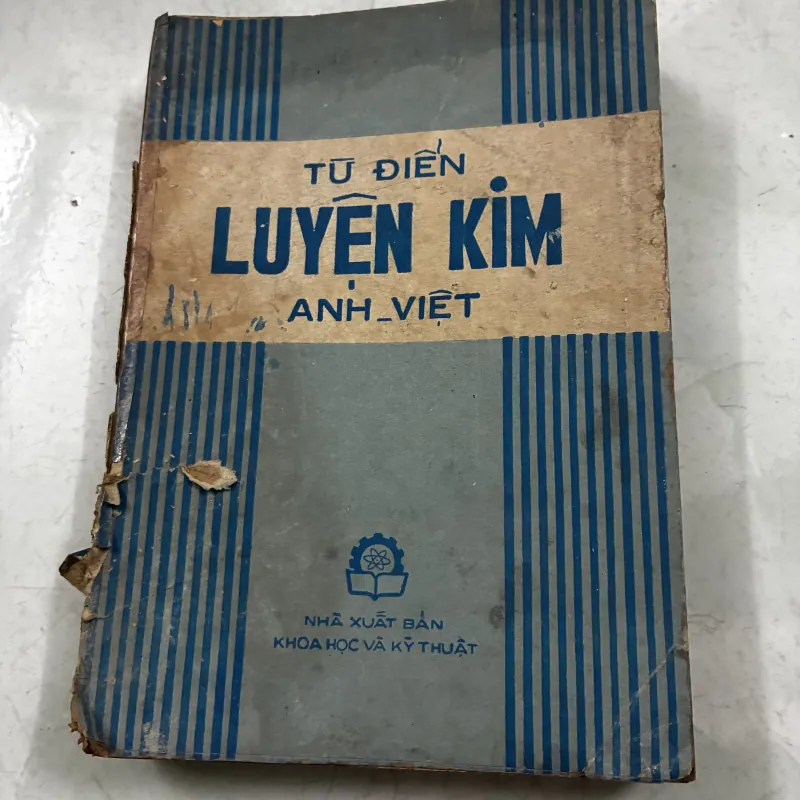 TỪ ĐIỂN
LUYỆN KIM
ANH_VIỆT
NHÀ XUẤT BẢN
KHOA HỌC VÀ KỸ THUẬT